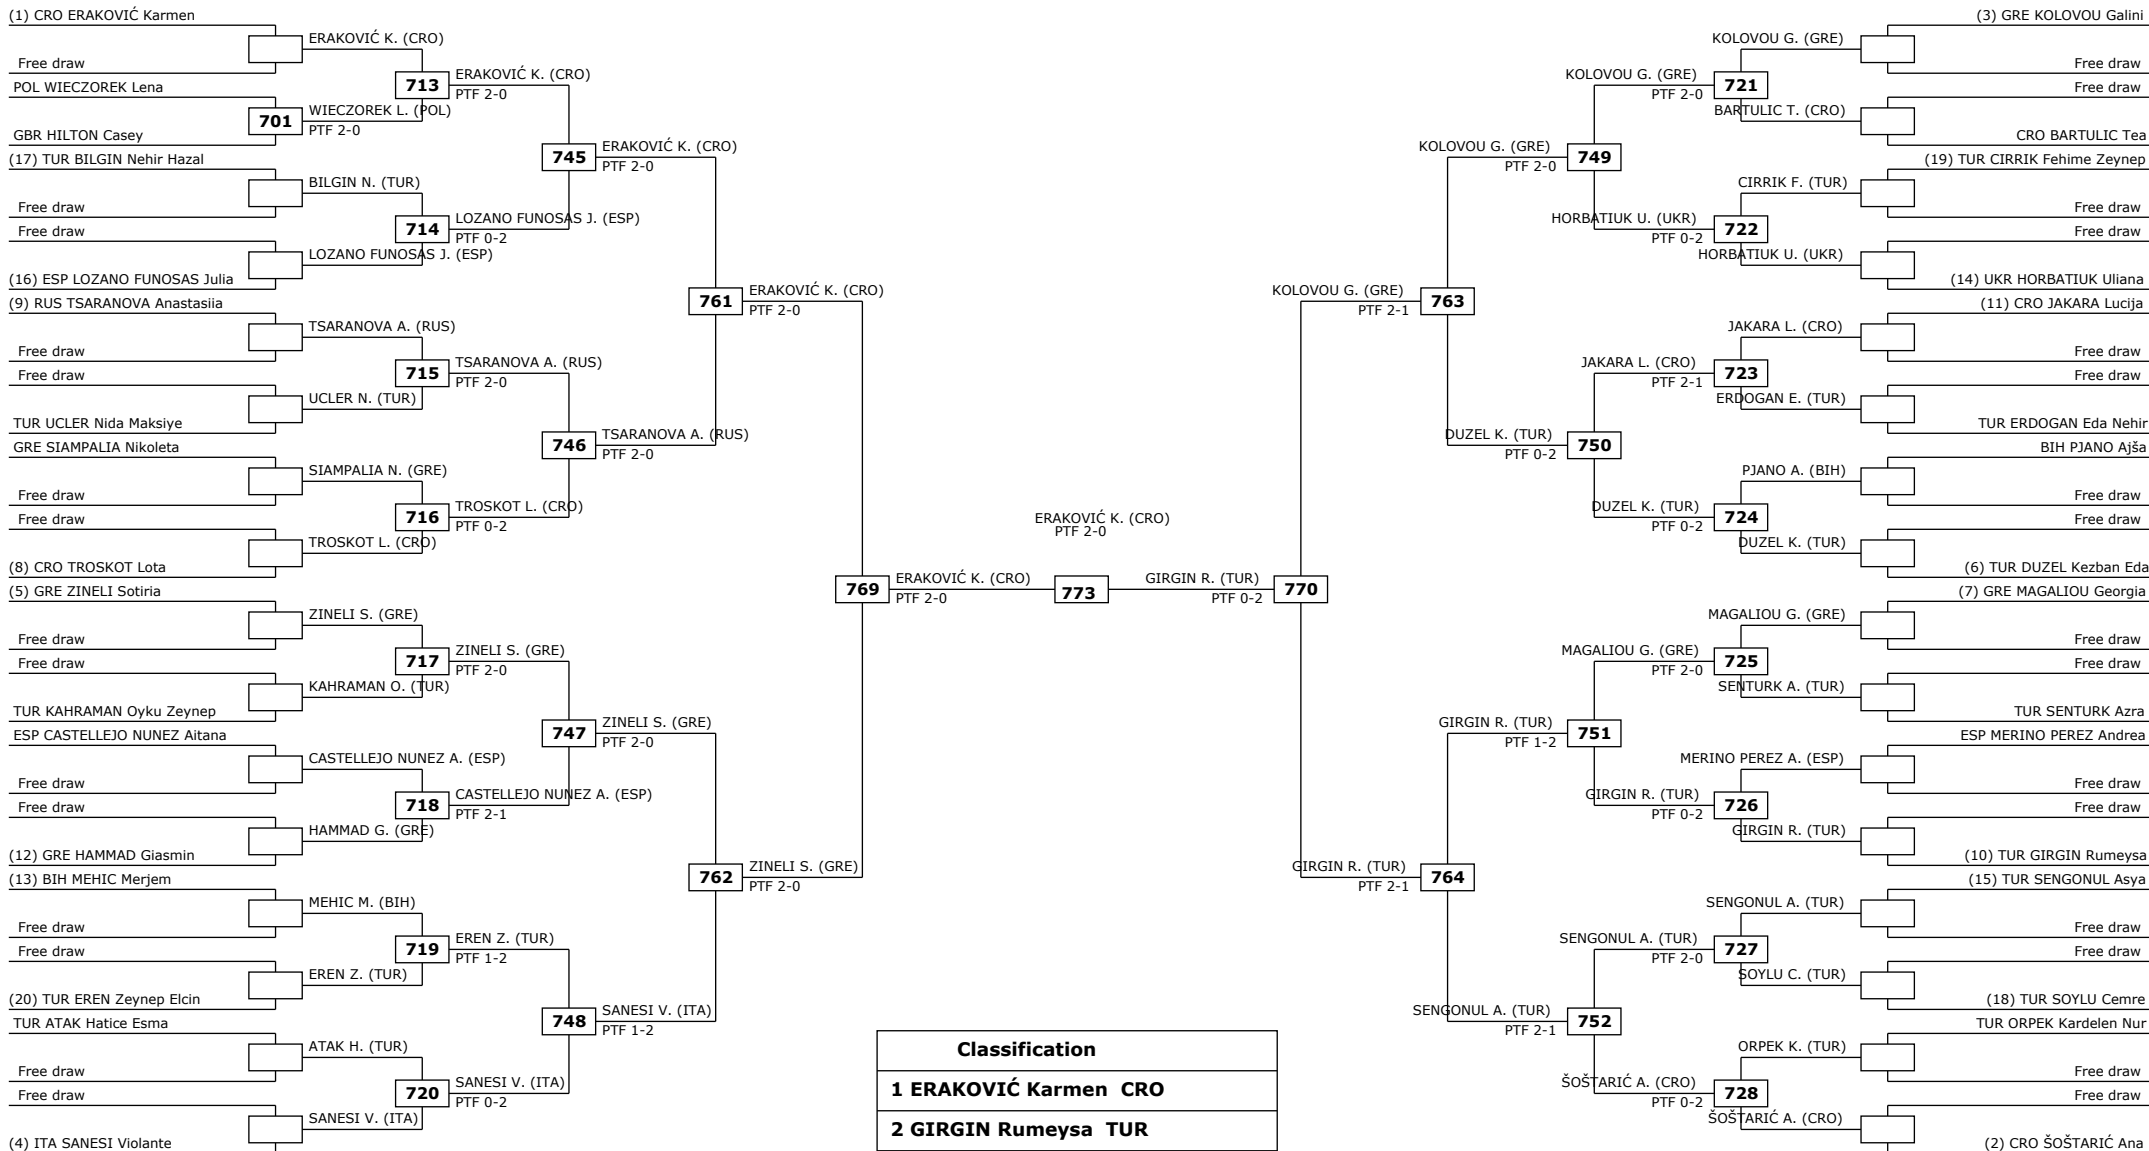 (1) CRO ERAKOVIĆ Karmen
Free draw
POL WIECZOREK Lena
GBR HILTON Casey
(17) TUR BILGIN Nehir Hazal
Free draw
Free draw
(16) ESP LOZANO FUNOSAS Julia
(9) RUS TSARANOVA Anastasiia
Free draw
Free draw
TUR UCLER Nida Maksiye
GRE SIAMPALIA Nikoleta
Free draw
Free draw
(8) CRO TROSKOT Lota
(5) GRE ZINELI Sotiria
Free draw
Free draw
TUR KAHRAMAN Oyku Zeynep
ESP CASTELLEJO NUNEZ Aitana
Free draw
Free draw
(12) GRE HAMMAD Giasmin
(13) BIH MEHIC Merjem
Free draw
Free draw
(20) TUR EREN Zeynep Elcin
TUR ATAK Hatice Esma
Free draw
Free draw
(4) ITA SANESI Violante
701
ERAKOVIĆ K. (CRO)
WIECZOREK L. (POL)
PTF 2-0
BILGIN N. (TUR)
LOZANO FUNOSAS J. (ESP)
TSARANOVA A. (RUS)
UCLER N. (TUR)
SIAMPALIA N. (GRE)
TROSKOT L. (CRO)
ZINELI S. (GRE)
KAHRAMAN O. (TUR)
CASTELLEJO NUNEZ A. (ESP)
HAMMAD G. (GRE)
MEHIC M. (BIH)
EREN Z. (TUR)
ATAK H. (TUR)
SANESI V. (ITA)
713
ERAKOVIĆ K. (CRO)
PTF 2-0
714
LOZANO FUNOSAS J. (ESP)
PTF 0-2
715
TSARANOVA A. (RUS)
PTF 2-0
716
TROSKOT L. (CRO)
PTF 0-2
717
ZINELI S. (GRE)
PTF 2-0
718
CASTELLEJO NUNEZ A. (ESP)
PTF 2-1
719
EREN Z. (TUR)
PTF 1-2
720
SANESI V. (ITA)
PTF 0-2
745
ERAKOVIĆ K. (CRO)
PTF 2-0
746
TSARANOVA A. (RUS)
PTF 2-0
747
ZINELI S. (GRE)
PTF 2-0
748
SANESI V. (ITA)
PTF 1-2
761
ERAKOVIĆ K. (CRO)
PTF 2-0
762
ZINELI S. (GRE)
PTF 2-0
769
ERAKOVIĆ K. (CRO)
PTF 2-0
ERAKOVIĆ K. (CRO)
PTF 2-0
773
GIRGIN R. (TUR)
PTF 0-2
770
KOLOVOU G. (GRE)
PTF 2-1
763
GIRGIN R. (TUR)
PTF 2-1
764
KOLOVOU G. (GRE)
PTF 2-0
749
DUZEL K. (TUR)
PTF 0-2
750
GIRGIN R. (TUR)
PTF 1-2
751
SENGONUL A. (TUR)
PTF 2-1
752
KOLOVOU G. (GRE)
PTF 2-0
721
HORBATIUK U. (UKR)
PTF 0-2
722
JAKARA L. (CRO)
PTF 2-1
723
DUZEL K. (TUR)
PTF 0-2
724
MAGALIOU G. (GRE)
PTF 2-0
725
GIRGIN R. (TUR)
PTF 0-2
726
SENGONUL A. (TUR)
PTF 2-0
727
ŠOŠTARIĆ A. (CRO)
PTF 0-2
728
KOLOVOU G. (GRE)
BARTULIC T. (CRO)
CIRRIK F. (TUR)
HORBATIUK U. (UKR)
JAKARA L. (CRO)
ERDOGAN E. (TUR)
PJANO A. (BIH)
DUZEL K. (TUR)
MAGALIOU G. (GRE)
SENTURK A. (TUR)
MERINO PEREZ A. (ESP)
GIRGIN R. (TUR)
SENGONUL A. (TUR)
SOYLU C. (TUR)
ORPEK K. (TUR)
ŠOŠTARIĆ A. (CRO)
(3) GRE KOLOVOU Galini
Free draw
Free draw
CRO BARTULIC Tea
(19) TUR CIRRIK Fehime Zeynep
Free draw
Free draw
(14) UKR HORBATIUK Uliana
(11) CRO JAKARA Lucija
Free draw
Free draw
TUR ERDOGAN Eda Nehir
BIH PJANO Ajša
Free draw
Free draw
(6) TUR DUZEL Kezban Eda
(7) GRE MAGALIOU Georgia
Free draw
Free draw
TUR SENTURK Azra
ESP MERINO PEREZ Andrea
Free draw
Free draw
(10) TUR GIRGIN Rumeysa
(15) TUR SENGONUL Asya
Free draw
Free draw
(18) TUR SOYLU Cemre
TUR ORPEK Kardelen Nur
Free draw
Free draw
(2) CRO ŠOŠTARIĆ Ana
Classification
1 ERAKOVIĆ Karmen CRO
2 GIRGIN Rumeysa TUR